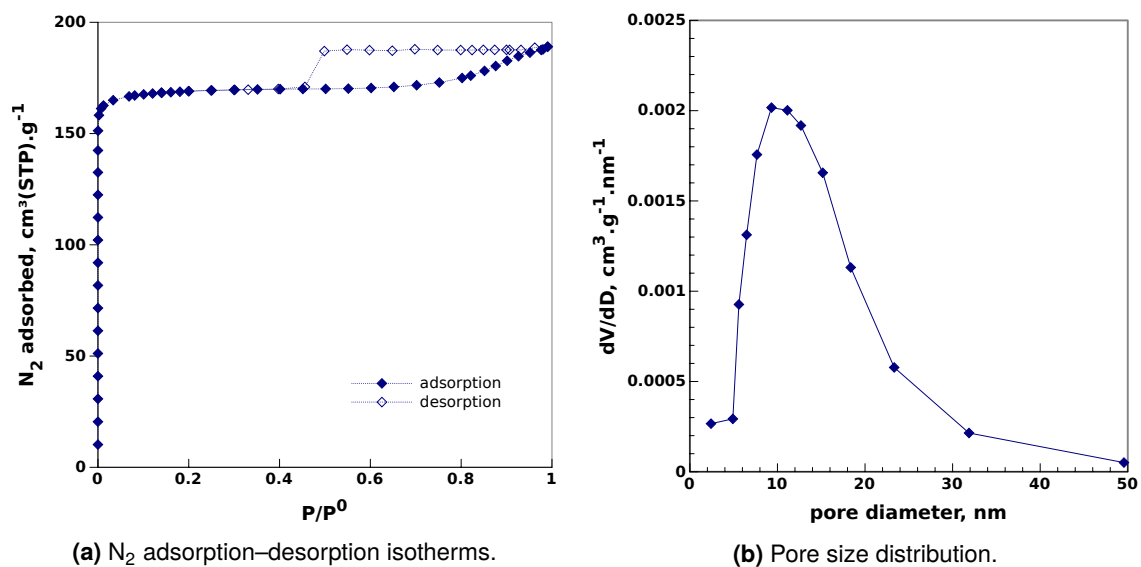 200
150
100
50
0
N₂ adsorbed, cm³(STP).g⁻¹
adsorption
desorption
0 0.2 0.4 0.6 0.8 1
P/P⁰
(a) N₂ adsorption–desorption isotherms.
0.0025
0.002
0.0015
0.001
0.0005
0
dV/dD, cm³.g⁻¹.nm⁻¹
0 10 20 30 40 50
pore diameter, nm
(b) Pore size distribution.